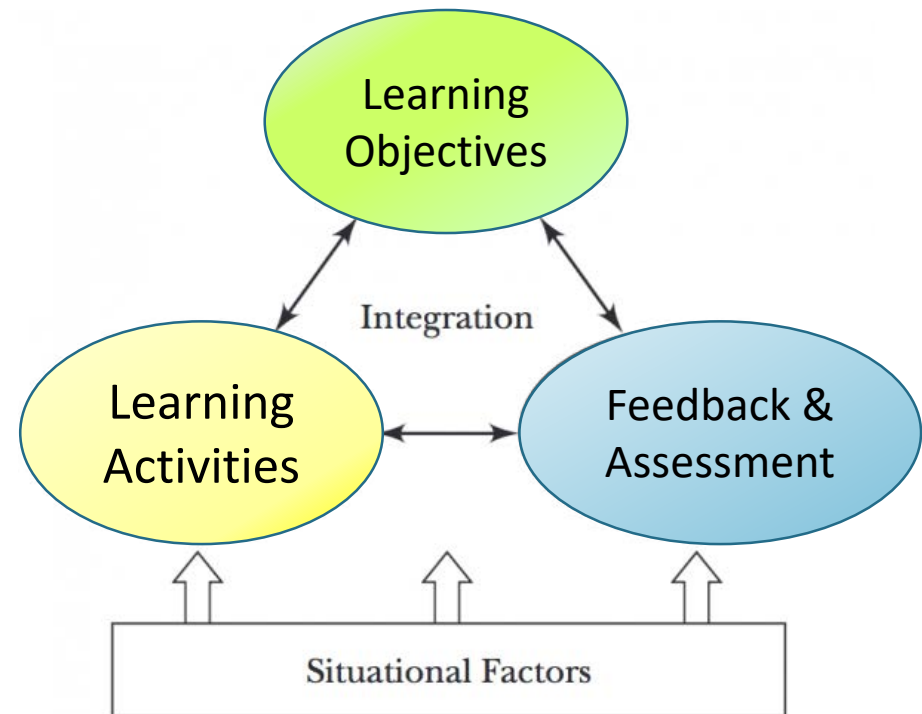 Learning
Objectives
Integration
Learning
Activities
Feedback &
Assessment
Situational Factors